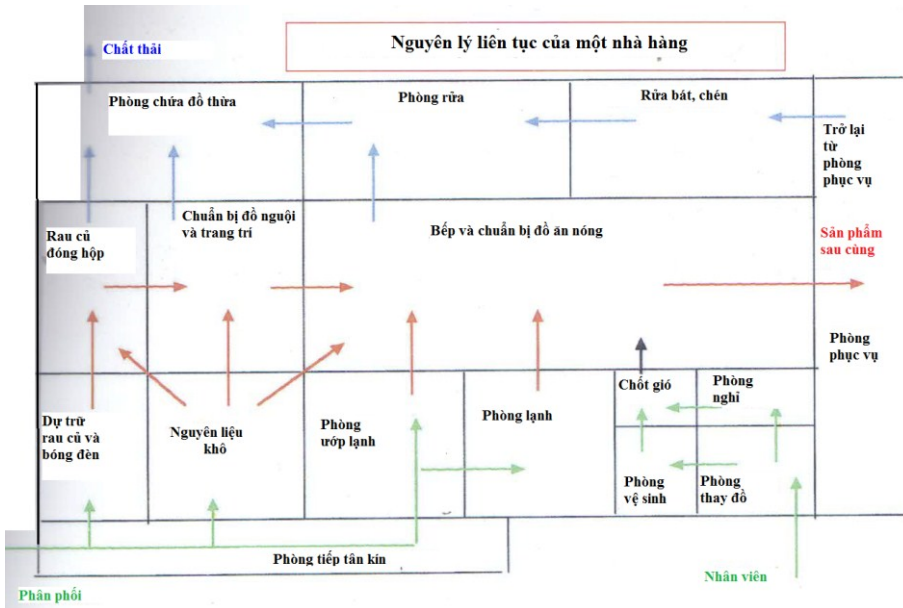 Nguyên lý liên tục của một nhà hàng
Chất thải
Phòng chứa đồ thừa
Phòng rửa
Rửa bát, chén
Trở lại
từ
phòng
phục vụ
Rau củ
đóng hộp
Chuẩn bị đồ nguội
và trang trí
Bếp và chuẩn bị đồ ăn nóng
Sản phẩm
sau cùng
Phòng
phục vụ
Dự trữ
rau củ và
bóng đèn
Nguyên liệu
khô
Phòng
ướp lạnh
Phòng lạnh
Chốt gió
Phòng
nghỉ
Phòng
vệ sinh
Phòng
thay đồ
Phòng tiếp tân kín
Phân phối
Nhân viên